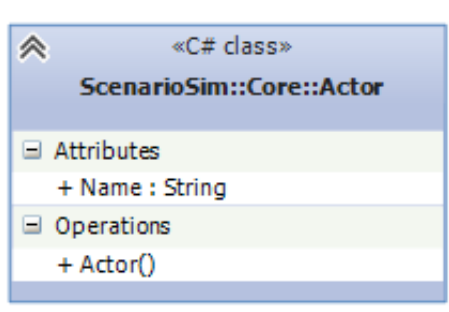 «C# class»
ScenarioSim::Core::Actor
Attributes
+ Name : String
Operations
+ Actor()